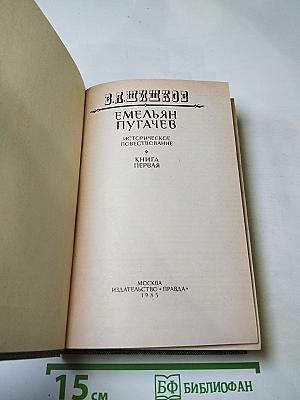 В. Я. ШИШКОВ
ЕМЕЛЬЯН
ПУГАЧЕВ
ИСТОРИЧЕСКОЕ
ПОВЕСТВОВАНИЕ
КНИГА
ПЕРВАЯ
МОСКВА
ИЗДАТЕЛЬСТВО «ПРАВДА»
1985
15 см
БФ БИБЛИОФАН